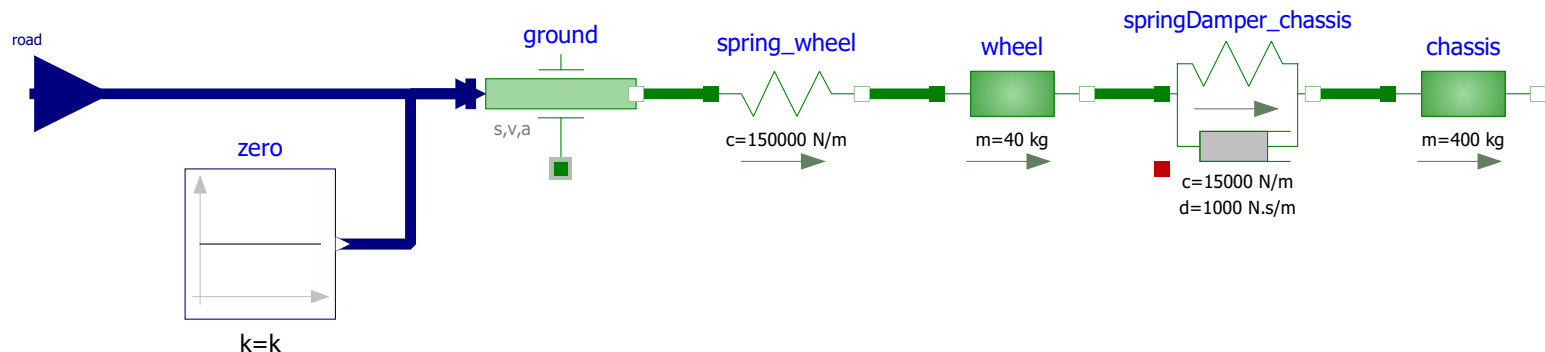 road
ground
s,v,a
zero
k=k
spring_wheel
c=150000 N/m
wheel
m=40 kg
springDamper_chassis
c=15000 N/m
d=1000 N.s/m
chassis
m=400 kg